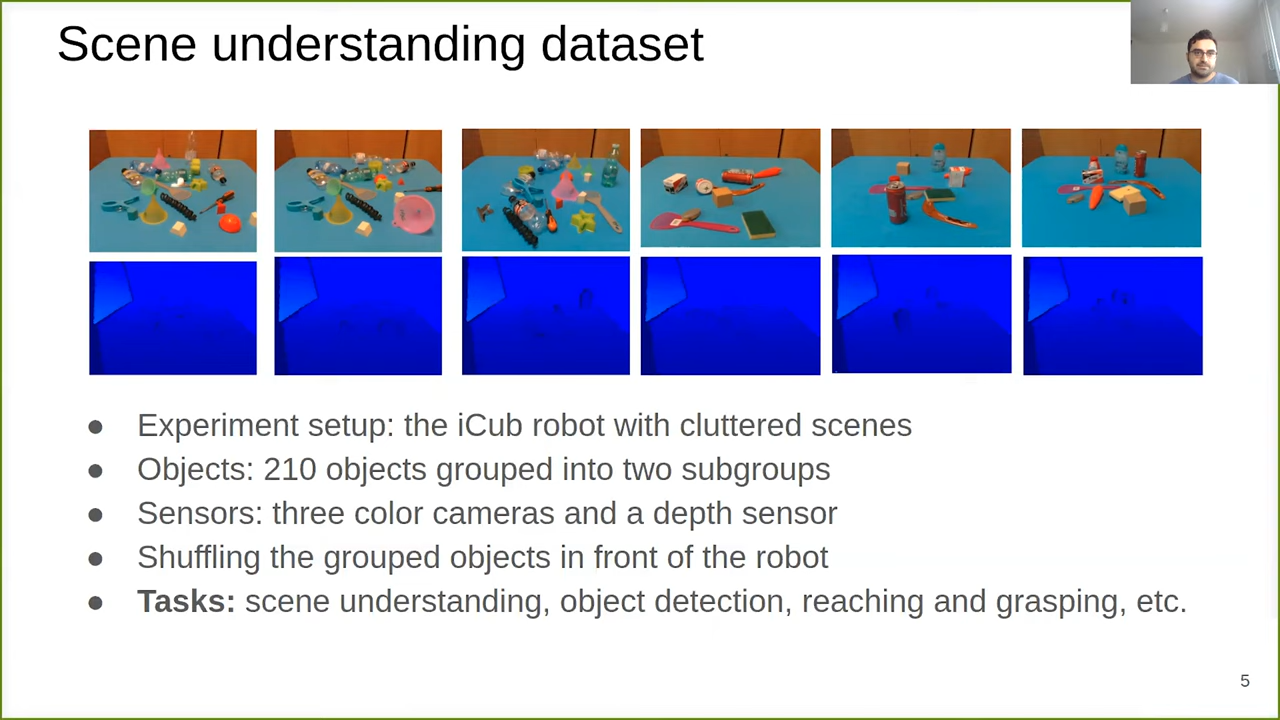 Scene understanding dataset
● Experiment setup: the iCub robot with cluttered scenes
● Objects: 210 objects grouped into two subgroups
● Sensors: three color cameras and a depth sensor
● Shuffling the grouped objects in front of the robot
● Tasks: scene understanding, object detection, reaching and grasping, etc.
5